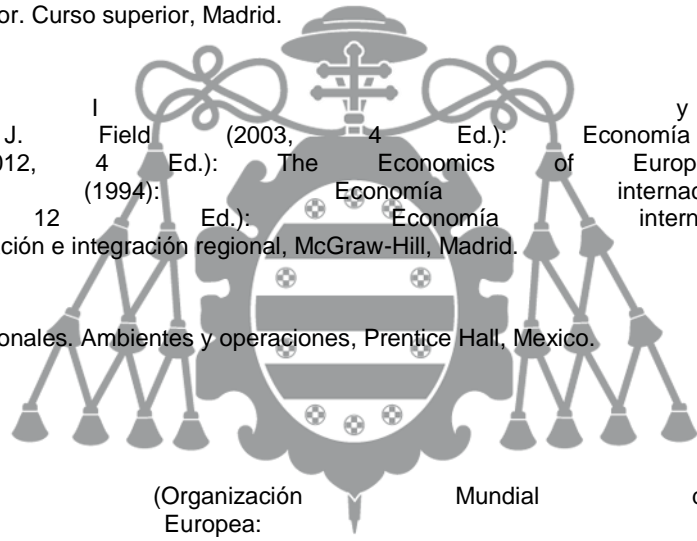 or. Curso superior, Madrid.
I y
J. Field (2003, 4 Ed.): Economía
012, 4 Ed.): The Economics of Europ
(1994): Economía internac
12 Ed.): Economía intern
ción e integración regional, McGraw-Hill, Madrid.
onales. Ambientes y operaciones, Prentice Hall, Mexico.
(Organización Mundial
Europea: